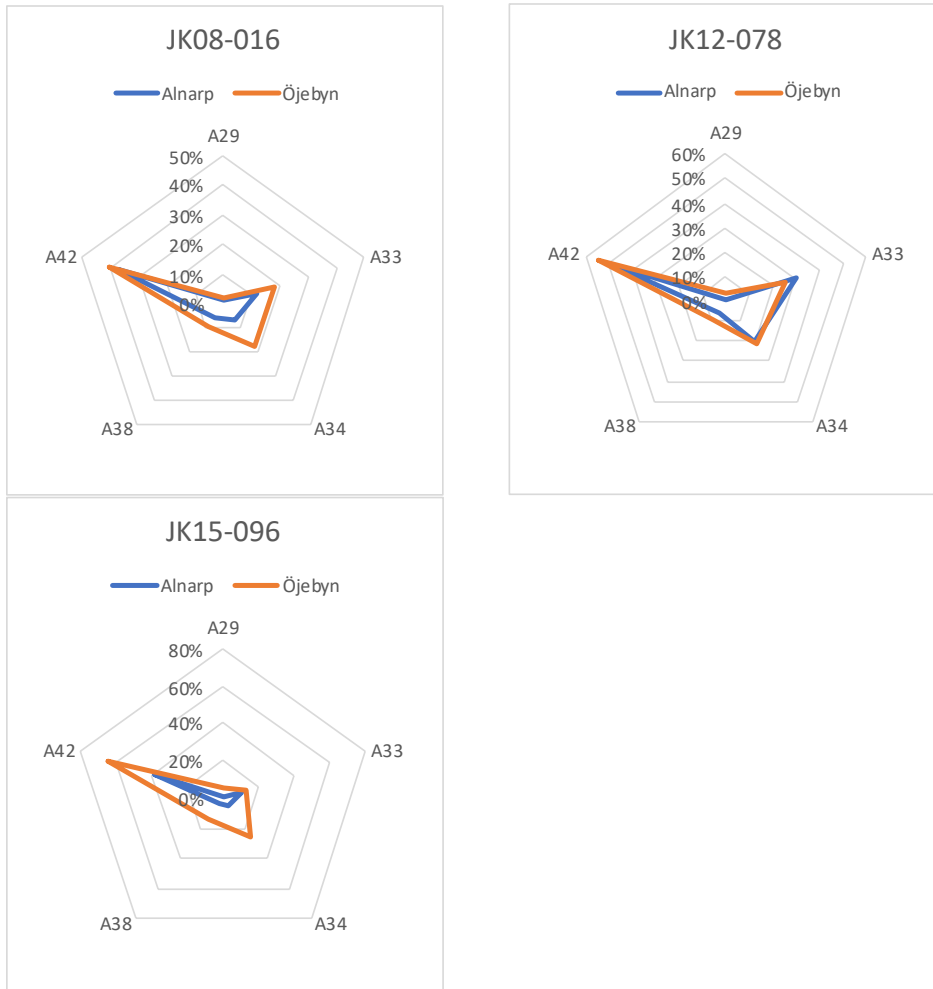 JK08-016
Alnarp Öjebyn
A29
50%
40%
30%
20%
10%
0%
A33
A34
A38
A42
JK12-078
Alnarp Öjebyn
A29
60%
50%
40%
30%
20%
10%
0%
A33
A34
A38
A42
JK15-096
Alnarp Öjebyn
A29
80%
60%
40%
20%
0%
A33
A34
A38
A42